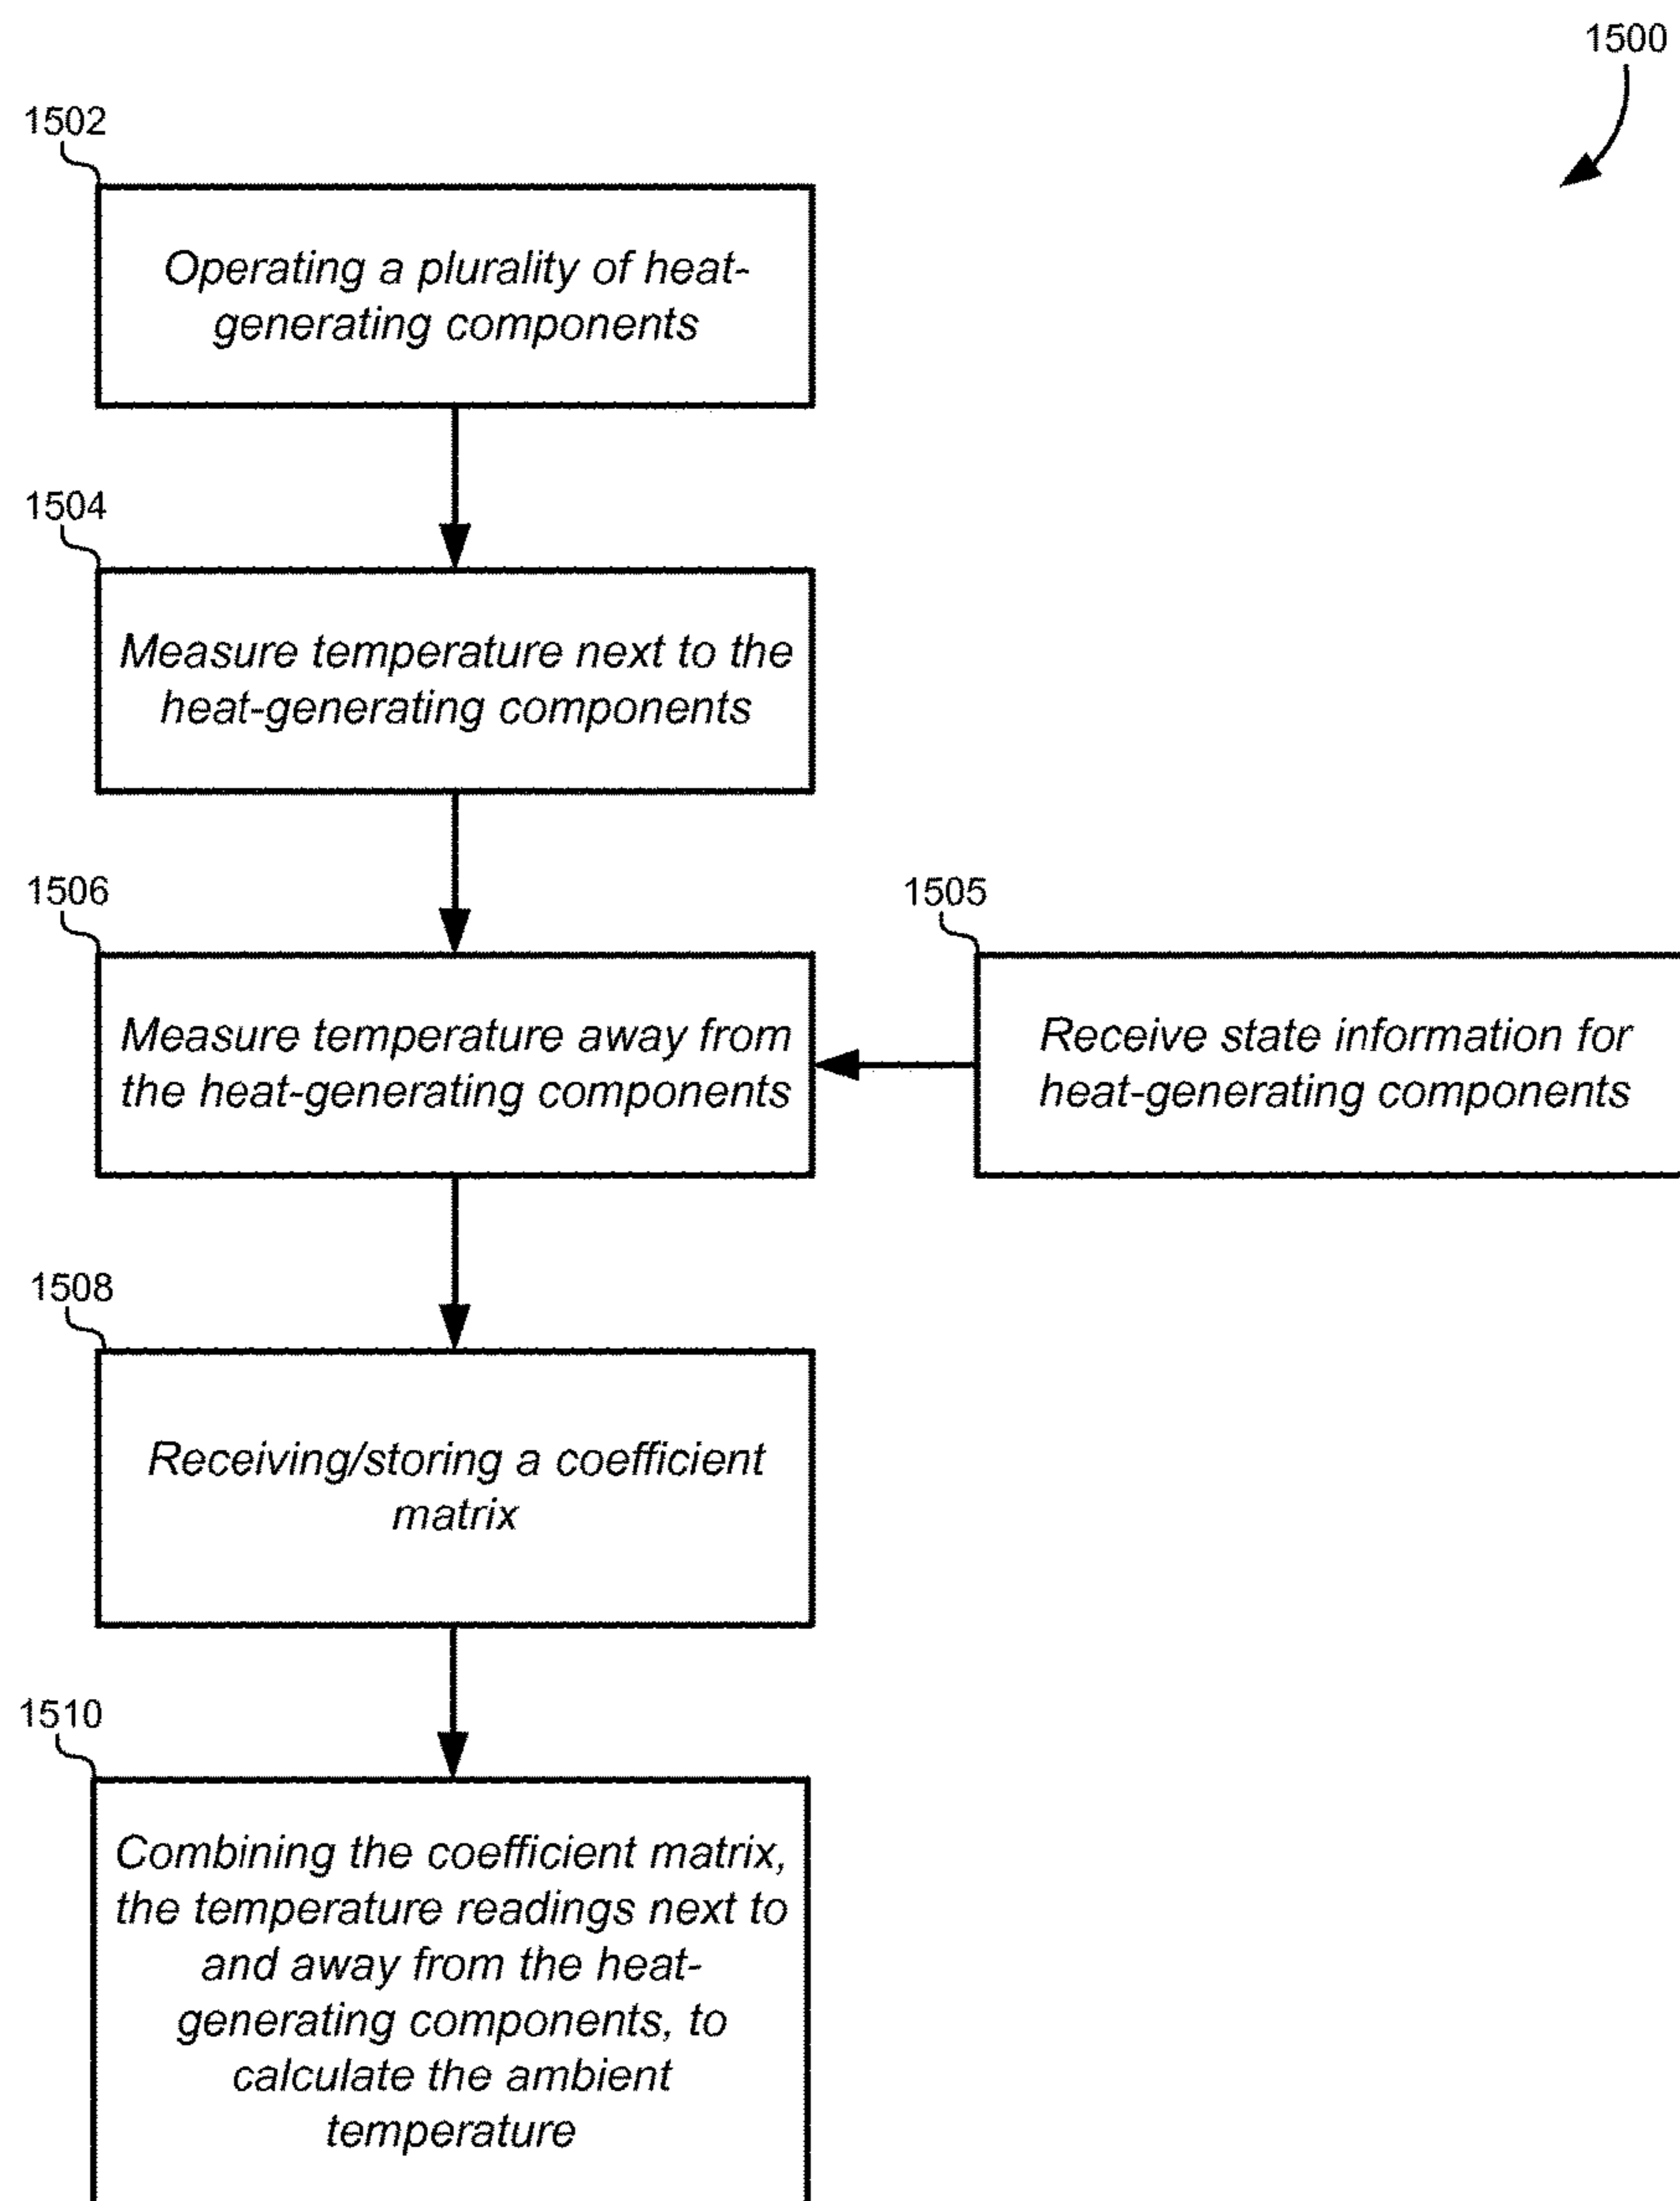 1500
1502
Operating a plurality of heat-
generating components
1504
Measure temperature next to the
heat-generating components
1506
Measure temperature away from
the heat-generating components
1505
Receive state information for
heat-generating components
1508
Receiving/storing a coefficient
matrix
1510
Combining the coefficient matrix,
the temperature readings next to
and away from the heat-
generating components, to
calculate the ambient
temperature